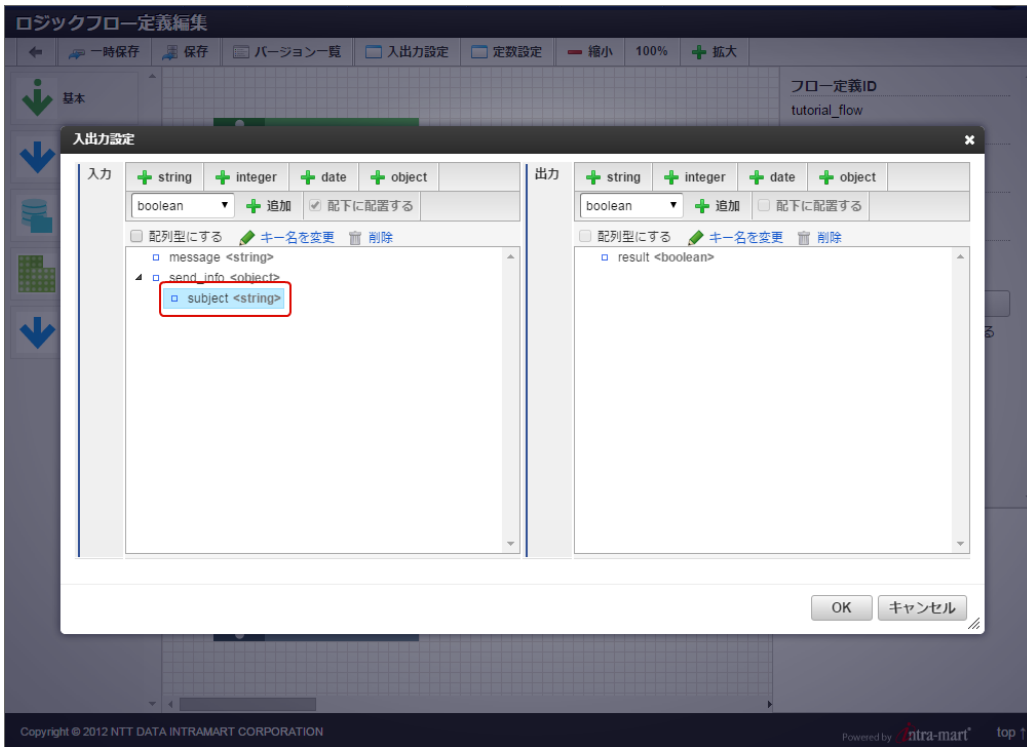 ロジックフロー定義編集
一時保存 保存 バージョン一覧 入出力設定 定数設定 縮小 100% 拡大
基本
フロー定義ID
tutorial_flow
入出力設定
入力
string integer date object
boolean 追加 配下に配置する
配列型にする キー名を変更 削除
message <string>
send_info <object>
subject <string>
出力
string integer date object
boolean 追加 配下に配置する
配列型にする キー名を変更 削除
result <boolean>
る
OK キャンセル
Copyright © 2012 NTT DATA INTRAMART CORPORATION
Powered by intra-mart® top ↑